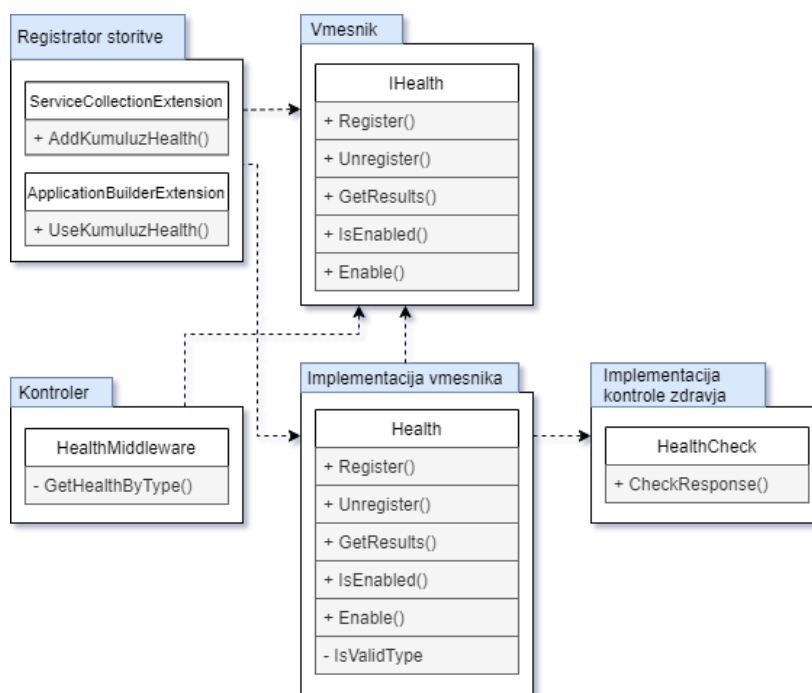 Registrator storitve
ServiceCollectionExtension
+ AddKumuluzHealth()
ApplicationBuilderExtension
+ UseKumuluzHealth()
Vmesnik
IHealth
+ Register()
+ Unregister()
+ GetResults()
+ IsEnabled()
+ Enable()
Kontroler
HealthMiddleware
- GetHealthByType()
Implementacija vmesnika
Health
+ Register()
+ Unregister()
+ GetResults()
+ IsEnabled()
+ Enable()
- IsValidType
Implementacija
kontrole zdravja
HealthCheck
+ CheckResponse()